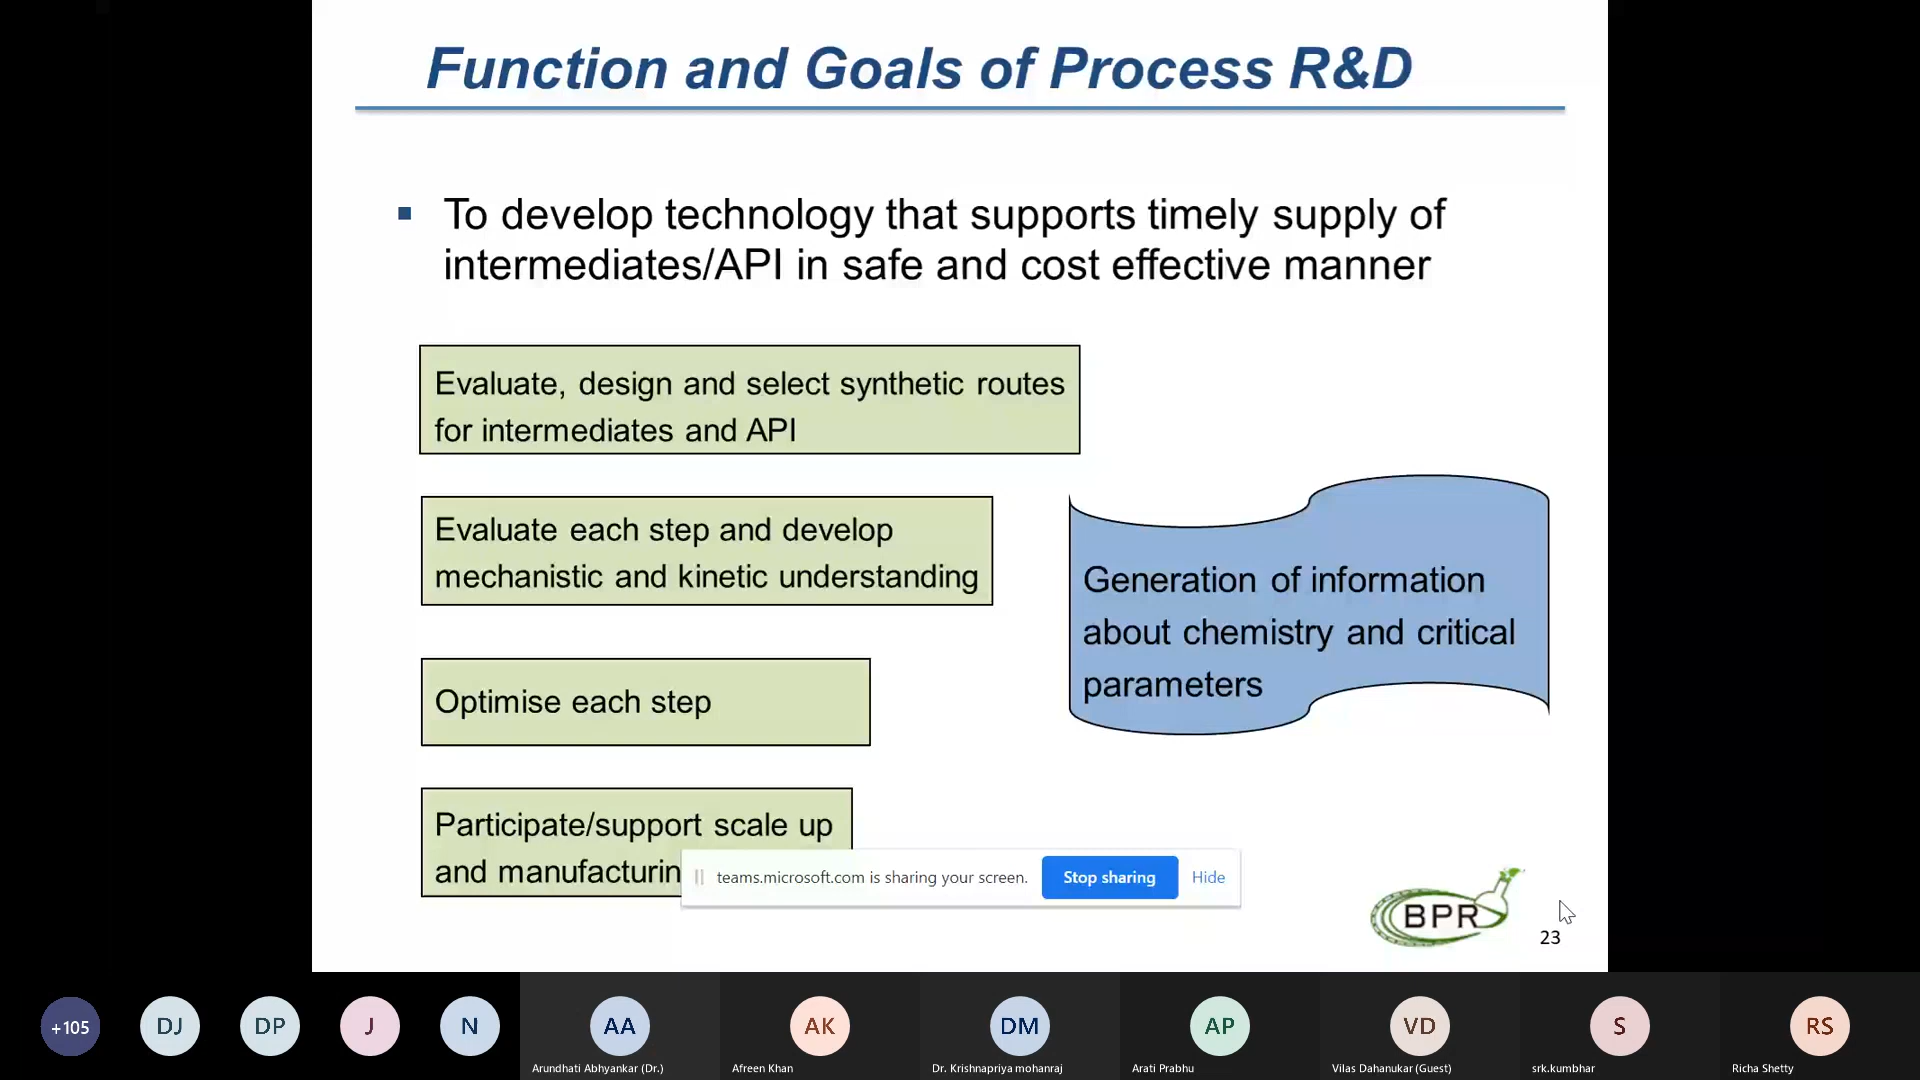 Function and Goals of Process R&D
▪ To develop technology that supports timely supply of
intermediates/API in safe and cost effective manner
Evaluate, design and select synthetic routes
for intermediates and API
Evaluate each step and develop
mechanistic and kinetic understanding
Generation of information
about chemistry and critical
parameters
Optimise each step
Participate/support scale up
and manufacturin
teams.microsoft.com is sharing your screen. Stop sharing Hide
BPR
23
+105 DJ DP J N AA AK DM AP VD S RS
Arundhati Abhyankar (Dr.) Afreen Khan Dr. Krishnapriya mohanraj Arati Prabhu Vilas Dahanukar (Guest) srk.kumbhar Richa Shetty